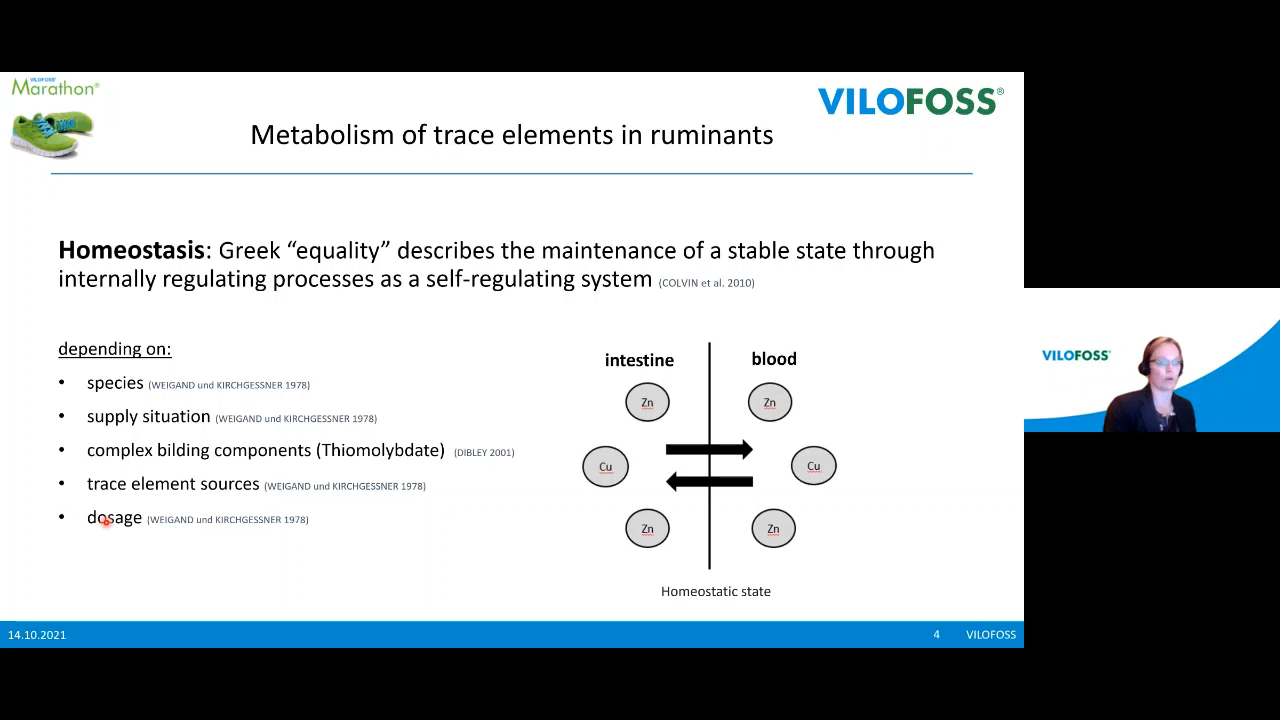 VILOFOSS®
Marathon®
VILOFOSS®
Metabolism of trace elements in ruminants
Homeostasis: Greek “equality” describes the maintenance of a stable state through
internally regulating processes as a self-regulating system (COLVIN et al. 2010)
depending on:
• species (WEIGAND und KIRCHGESSNER 1978)
• supply situation (WEIGAND und KIRCHGESSNER 1978)
• complex bilding components (Thiomolybdate) (DIBLEY 2001)
• trace element sources (WEIGAND und KIRCHGESSNER 1978)
• dosage (WEIGAND und KIRCHGESSNER 1978)
intestine
blood
Zn
Zn
Cu
Cu
Zn
Zn
Homeostatic state
VILOFOSS®
14.10.2021
4
VILOFOSS